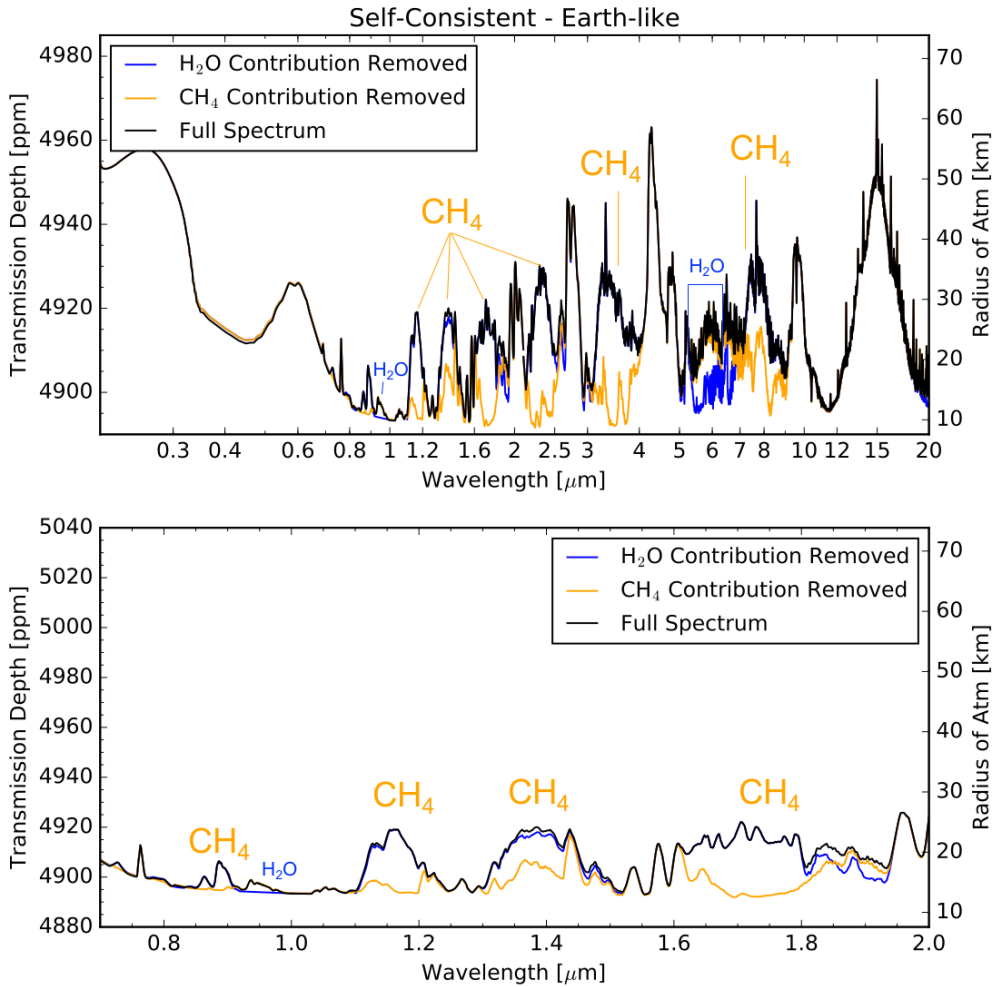 Self-Consistent - Earth-like
Transmission Depth [ppm]
4980
4960
4940
4920
4900
H₂O Contribution Removed
CH₄ Contribution Removed
Full Spectrum
CH₄
CH₄
CH₄
H₂O
H₂O
70
60
50
40
30
20
10
Radius of Atm [km]
0.3 0.4 0.6 0.8 1 1.2 1.6 2 2.5 3 4 5 6 7 8 10 12 15 20
Wavelength [μm]
Transmission Depth [ppm]
5040
5020
5000
4980
4960
4940
4920
4900
4880
H₂O Contribution Removed
CH₄ Contribution Removed
Full Spectrum
CH₄
CH₄
CH₄
CH₄
H₂O
70
60
50
40
30
20
10
Radius of Atm [km]
0.8 1.0 1.2 1.4 1.6 1.8 2.0
Wavelength [μm]